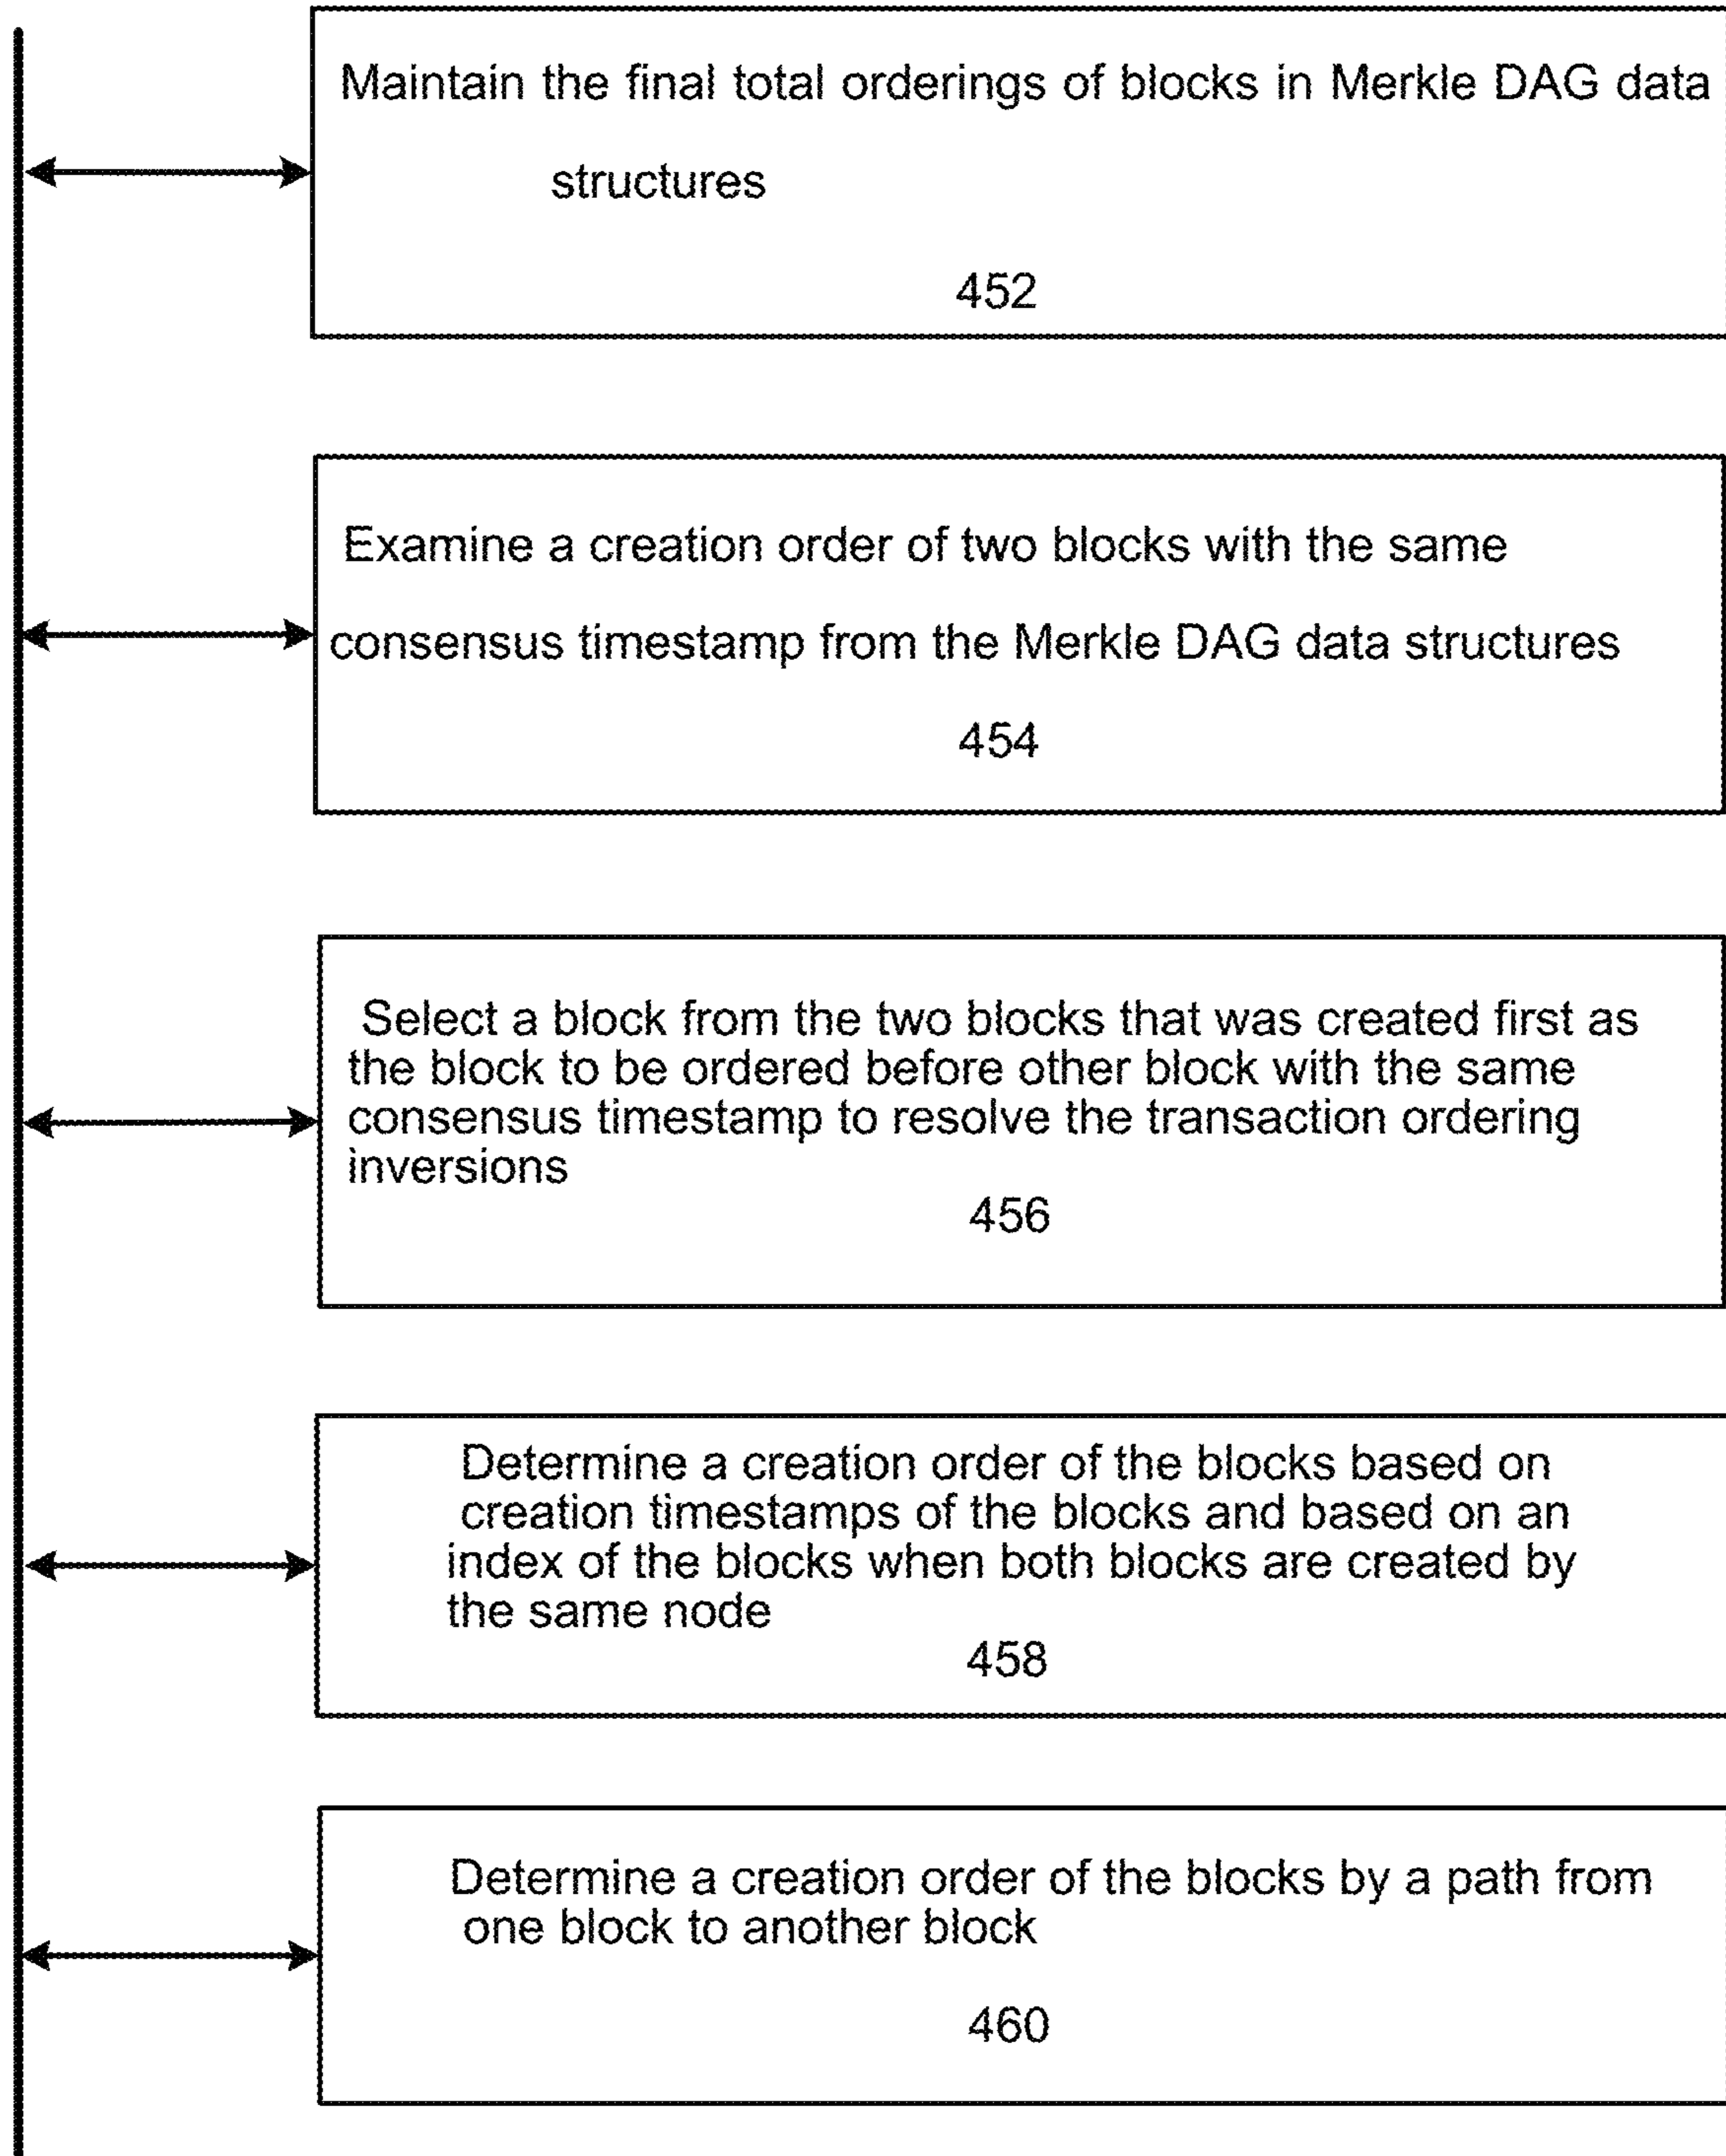 Maintain the final total orderings of blocks in Merkle DAG data
structures
452
Examine a creation order of two blocks with the same
consensus timestamp from the Merkle DAG data structures
454
Select a block from the two blocks that was created first as
the block to be ordered before other block with the same
consensus timestamp to resolve the transaction ordering
inversions
456
Determine a creation order of the blocks based on
creation timestamps of the blocks and based on an
index of the blocks when both blocks are created by
the same node
458
Determine a creation order of the blocks by a path from
one block to another block
460